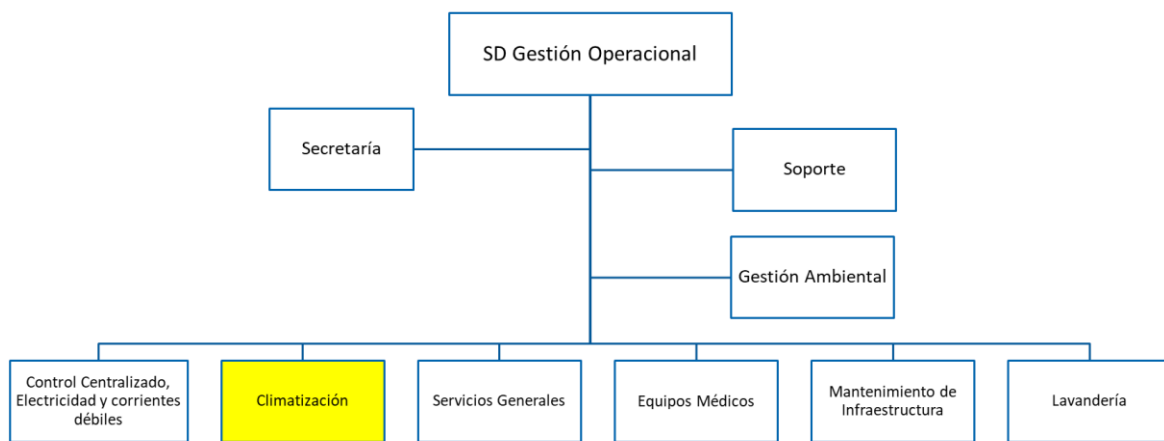 SD Gestión Operacional
Secretaría
Soporte
Gestión Ambiental
Control Centralizado,
Electricidad y corrientes
débiles
Climatización
Servicios Generales
Equipos Médicos
Mantenimiento de
Infraestructura
Lavandería